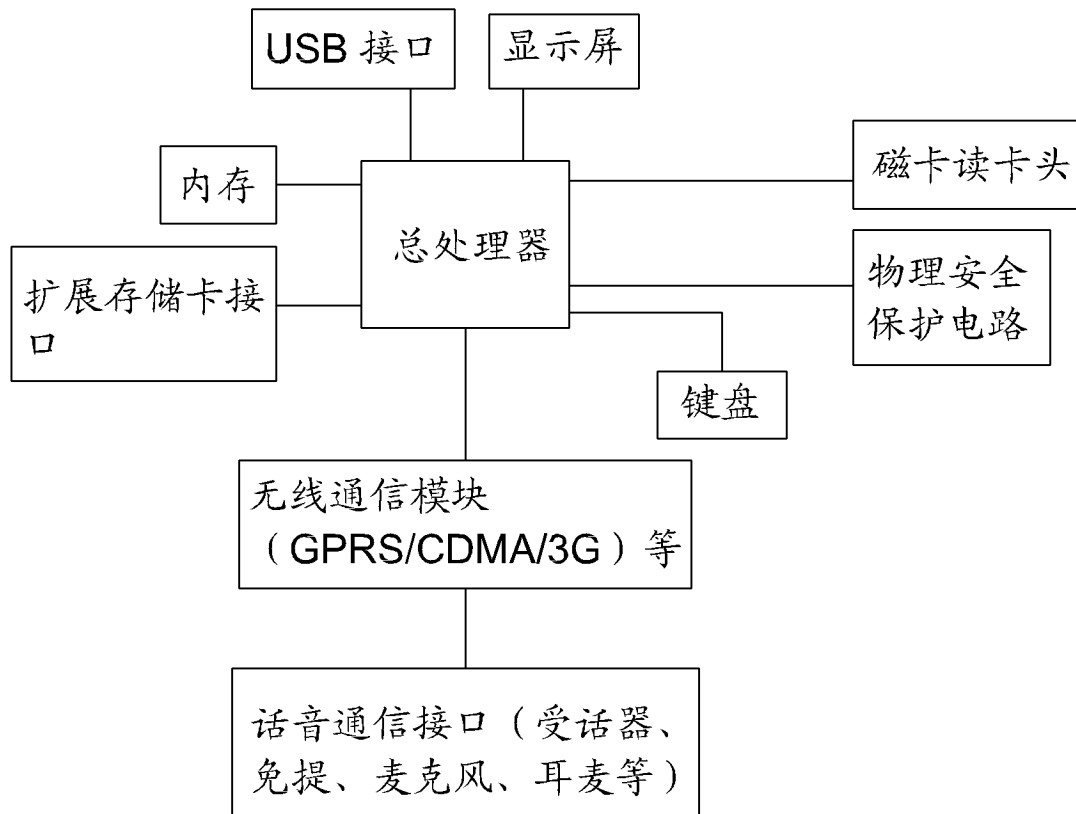 USB 接口
显示屏
内存
磁卡读卡头
总处理器
扩展存储卡接
口
物理安全
保护电路
键盘
无线通信模块
（GPRS/CDMA/3G）等
话音通信接口（受话器、
免提、麦克风、耳麦等）